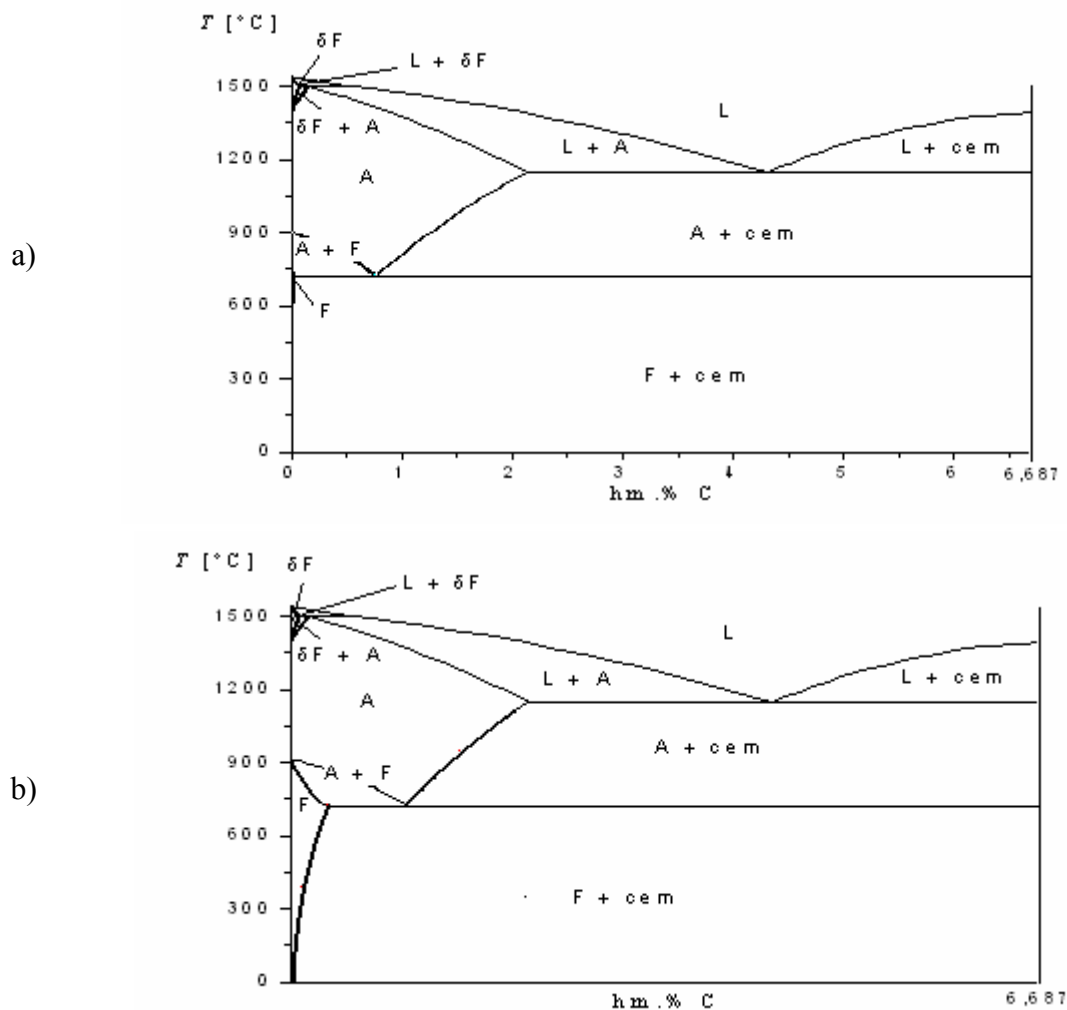 T [°C]
δF
L + δF
1500
L
δF + A
L + A
L + cem
1200
A
900
A + cem
A + F
a)
600
F
F + cem
300
0
0 1 2 3 4 5 6 6,687
hm.% C
T [°C]
δF
L + δF
1500
L
δF + A
L + A
L + cem
1200
A
A + cem
900
A + F
b)
F
600
F + cem
300
0
hm.% C 6,687